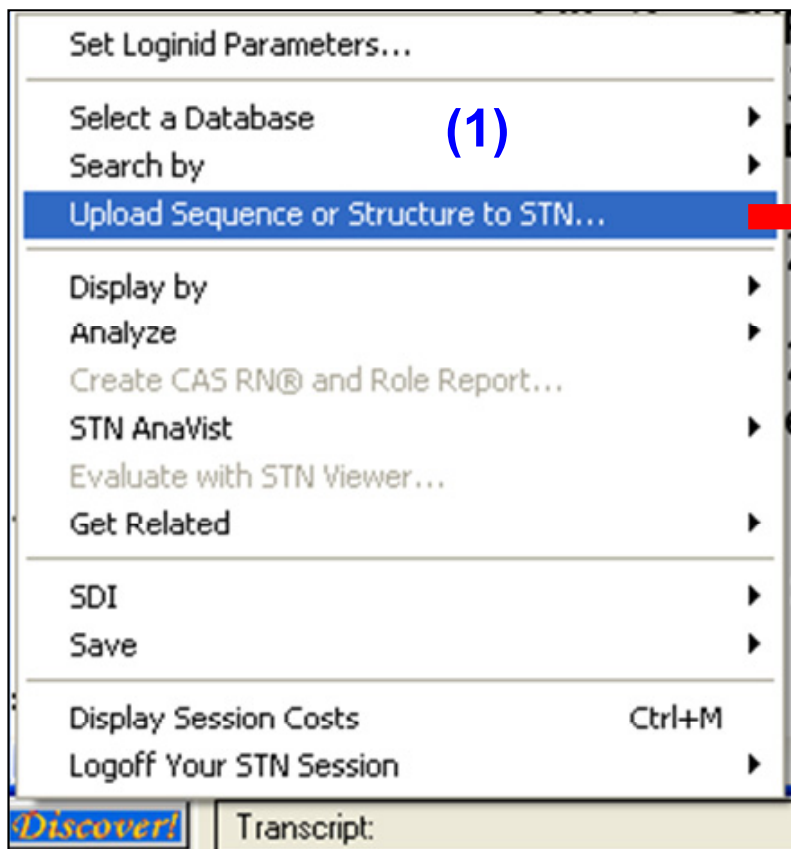 Set Loginid Parameters...
Select a Database
(1)
Search by
Upload Sequence or Structure to STN...
Display by
Analyze
Create CAS RN® and Role Report...
STN AnaVist
Evaluate with STN Viewer...
Get Related
SDI
Save
Display Session Costs Ctrl+M
Logoff Your STN Session
Discover! Transcript: